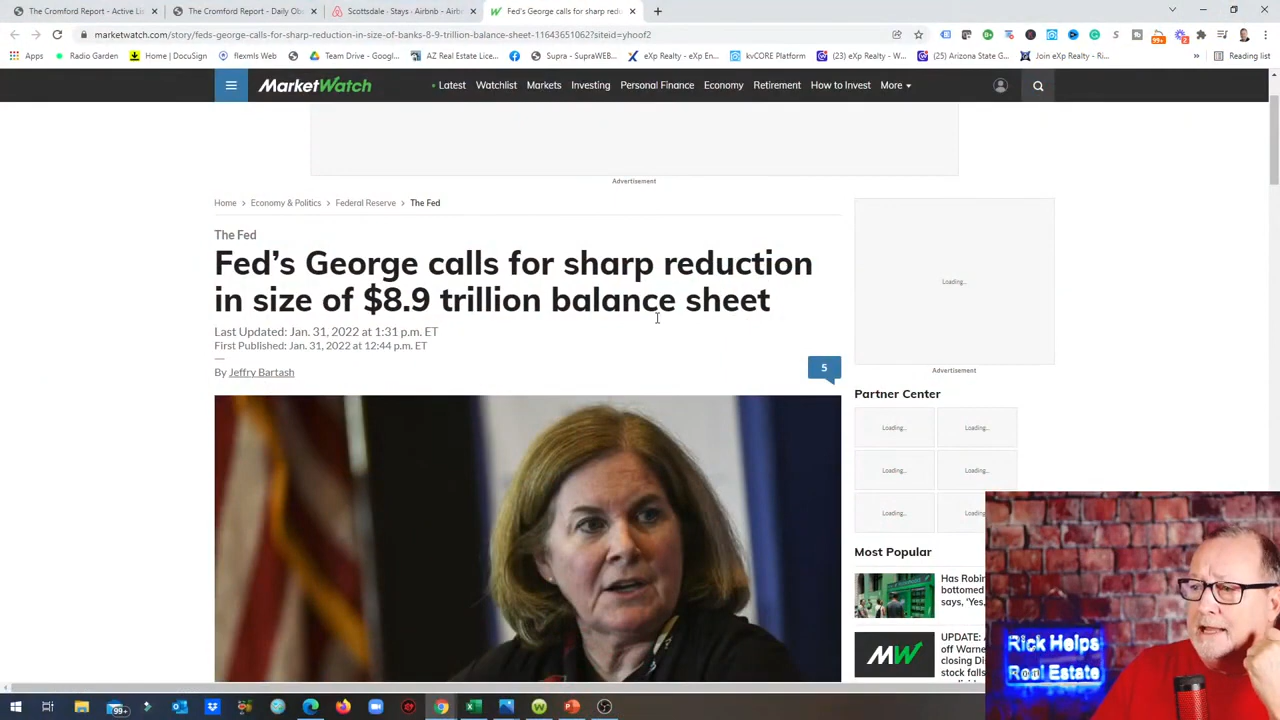 The Cromford Report - Active Lis
The Cromford Report - Daily Obs
Scottsdale - Stays - Airbnb - Airb
Fed's George calls for sharp redu
marketwatch.com/story/feds-george-calls-for-sharp-reduction-in-size-of-banks-8-9-trillion-balance-sheet-11643651062?siteid=yhoof2
Apps
Radio Garden
Home | DocuSign
flexmls Web
Team Drive - Googl...
AZ Real Estate Lice...
Supra - SupraWEB...
eXp Realty - eXp C...
kvCORE Platform
(23) eXp Realty - W...
(23) Arizona State G...
Join eXp Realty - Ri...
Reading list
MarketWatch
Latest
Watchlist
Markets
Investing
Personal Finance
Economy
Retirement
How to Invest
More
Advertisement
Home > Economy & Politics > Federal Reserve > The Fed
The Fed
Fed's George calls for sharp reduction
in size of $8.9 trillion balance sheet
Last Updated: Jan. 31, 2022 at 1:31 p.m. ET
First Published: Jan. 31, 2022 at 12:44 p.m. ET
By Jeffry Bartash
5
Loading...
Advertisement
Partner Center
Loading... Loading...
Loading... Loading...
Loading... Loading...
Most Popular
Has Robin
bottomed
says, 'Yes,
MW
UPDATE: A
off Warne
closing Di
stock falls
Rick Helps
Real Estate
99+